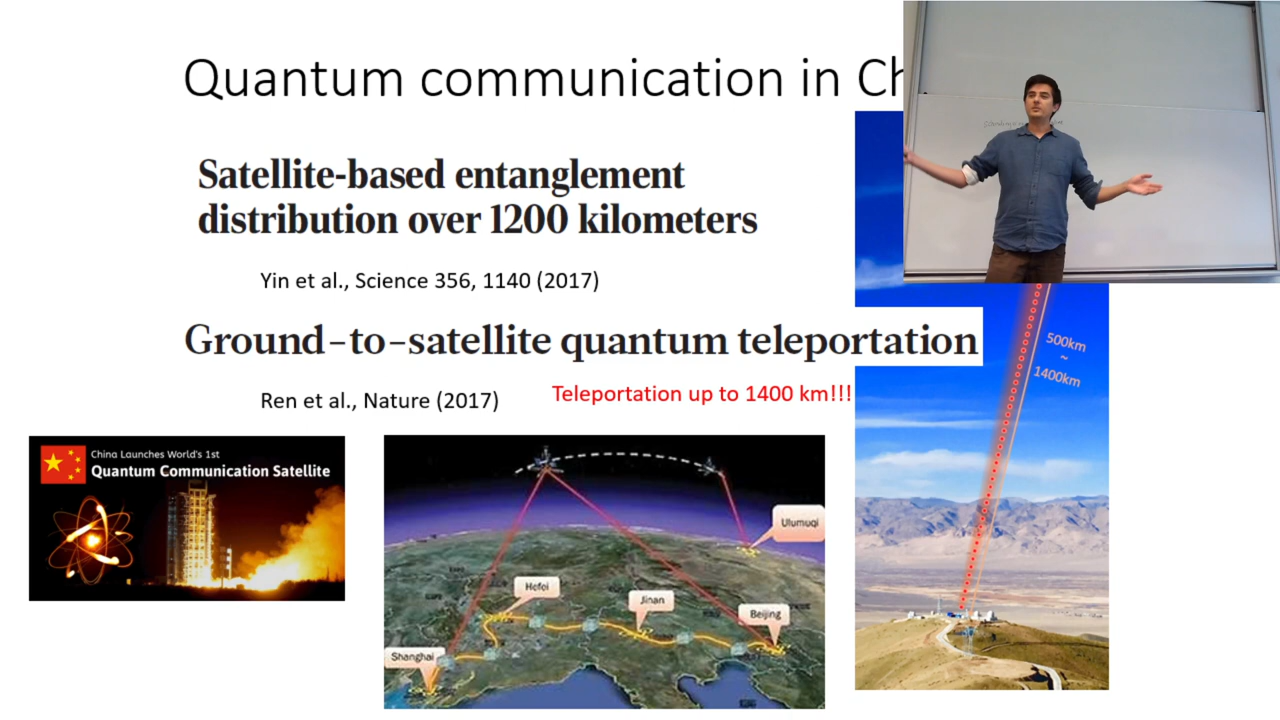 Quantum communication in Ch
Satellite-based entanglement
distribution over 1200 kilometers
Yin et al., Science 356, 1140 (2017)
Ground-to-satellite quantum teleportation
Ren et al., Nature (2017)
Teleportation up to 1400 km!!!
500km
~
1400km
China Launches World's 1st
Quantum Communication Satellite
Ulumuqi
Hefei
Jinan
Beijing
Shanghai